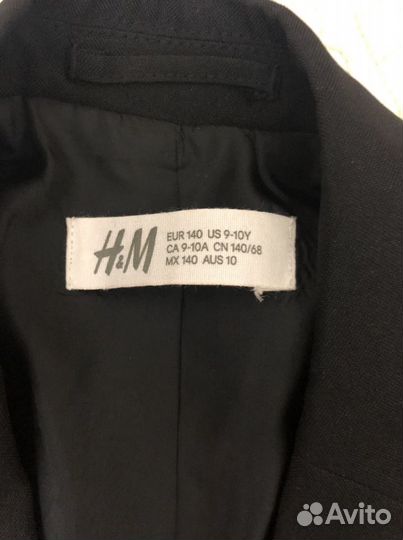 H&M
EUR 140 US 9-10Y
CA 9-10A CN 140/68
MX 140 AUS 10
Avito